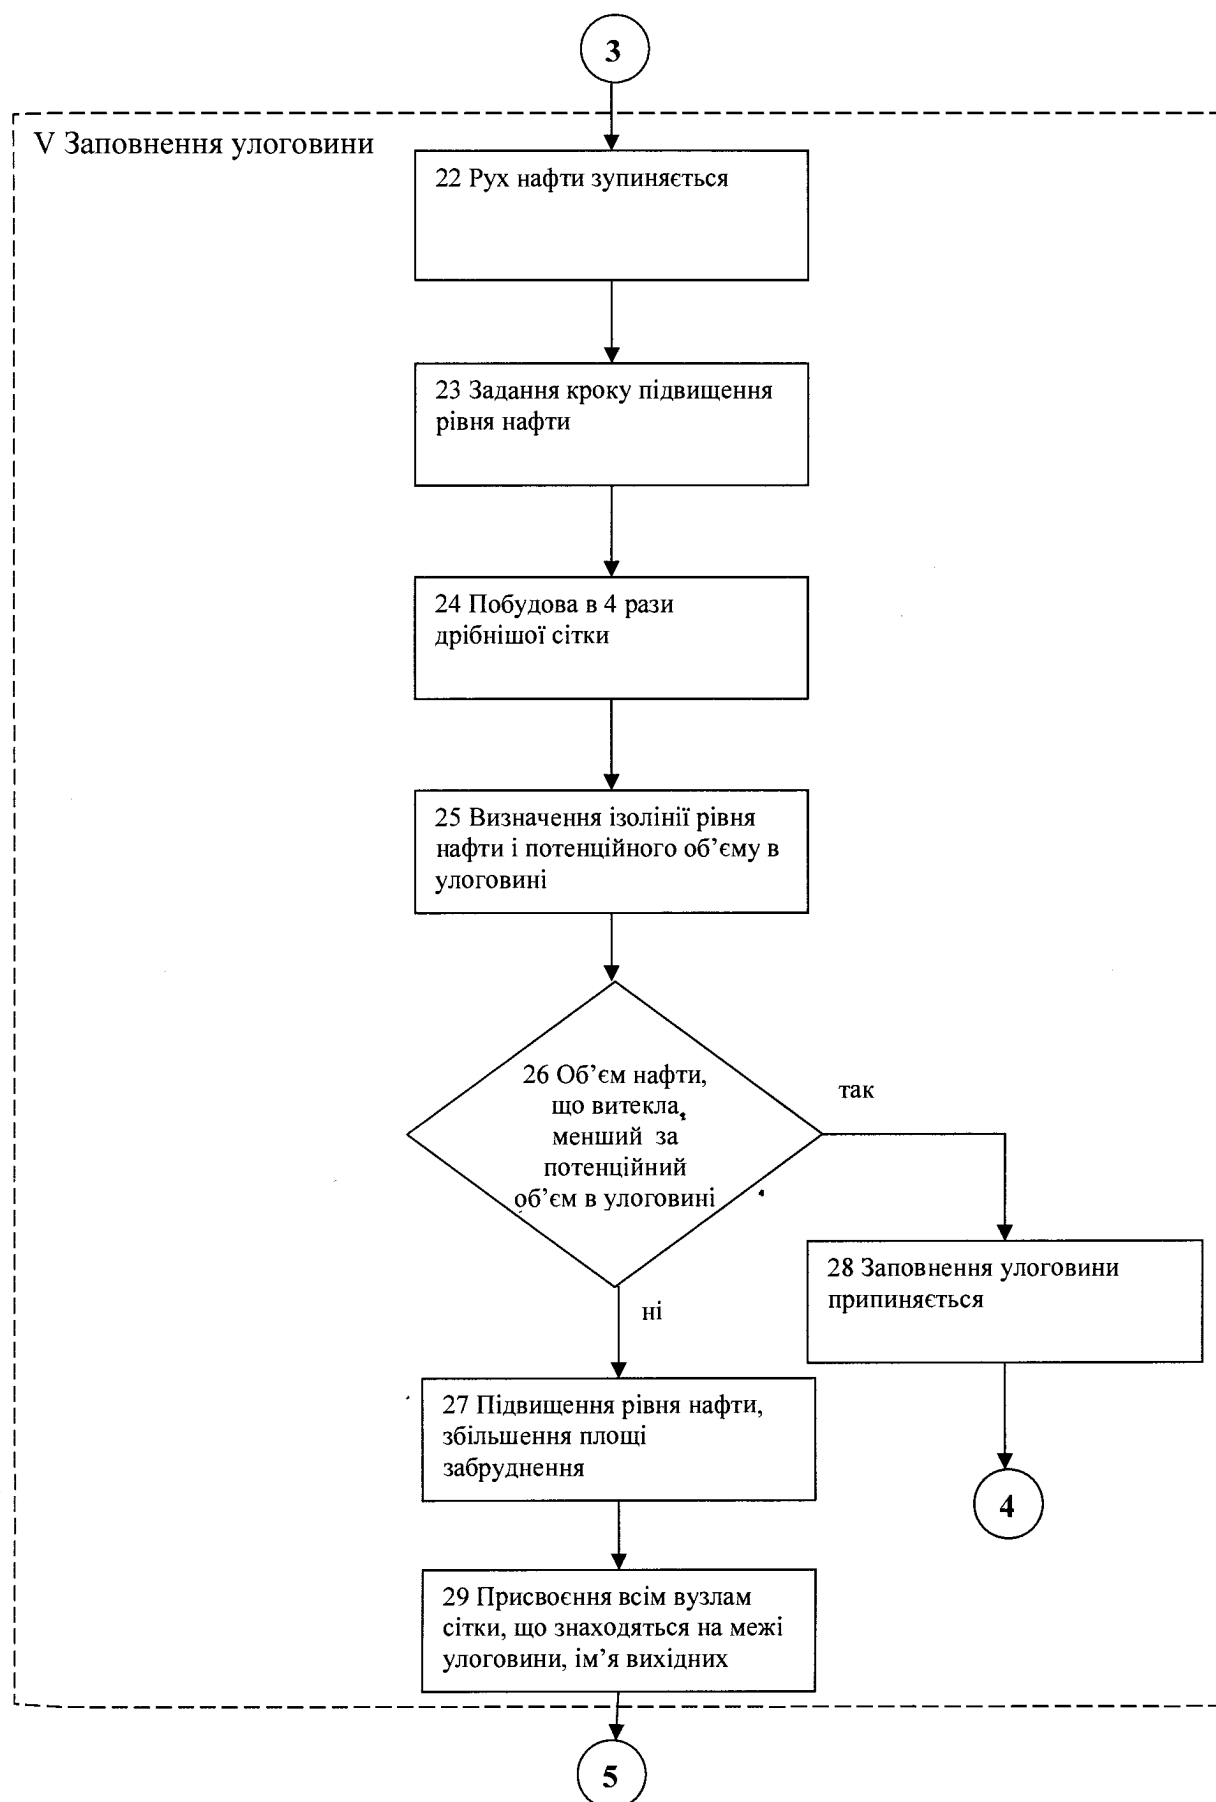 3
V Заповнення улоговини
22 Рух нафти зупиняється
23 Задання кроку підвищення
рівня нафти
24 Побудова в 4 рази
дрібнішої сітки
25 Визначення ізолінії рівня
нафти і потенційного об’єму в
улоговині
26 Об’єм нафти,
що витекла,
менший за
потенційний
об’єм в улоговині
так
28 Заповнення улоговини
припиняється
ні
27 Підвищення рівня нафти,
збільшення площі
забруднення
4
29 Присвоєння всім вузлам
сітки, що знаходяться на межі
улоговини, ім’я вихідних
5